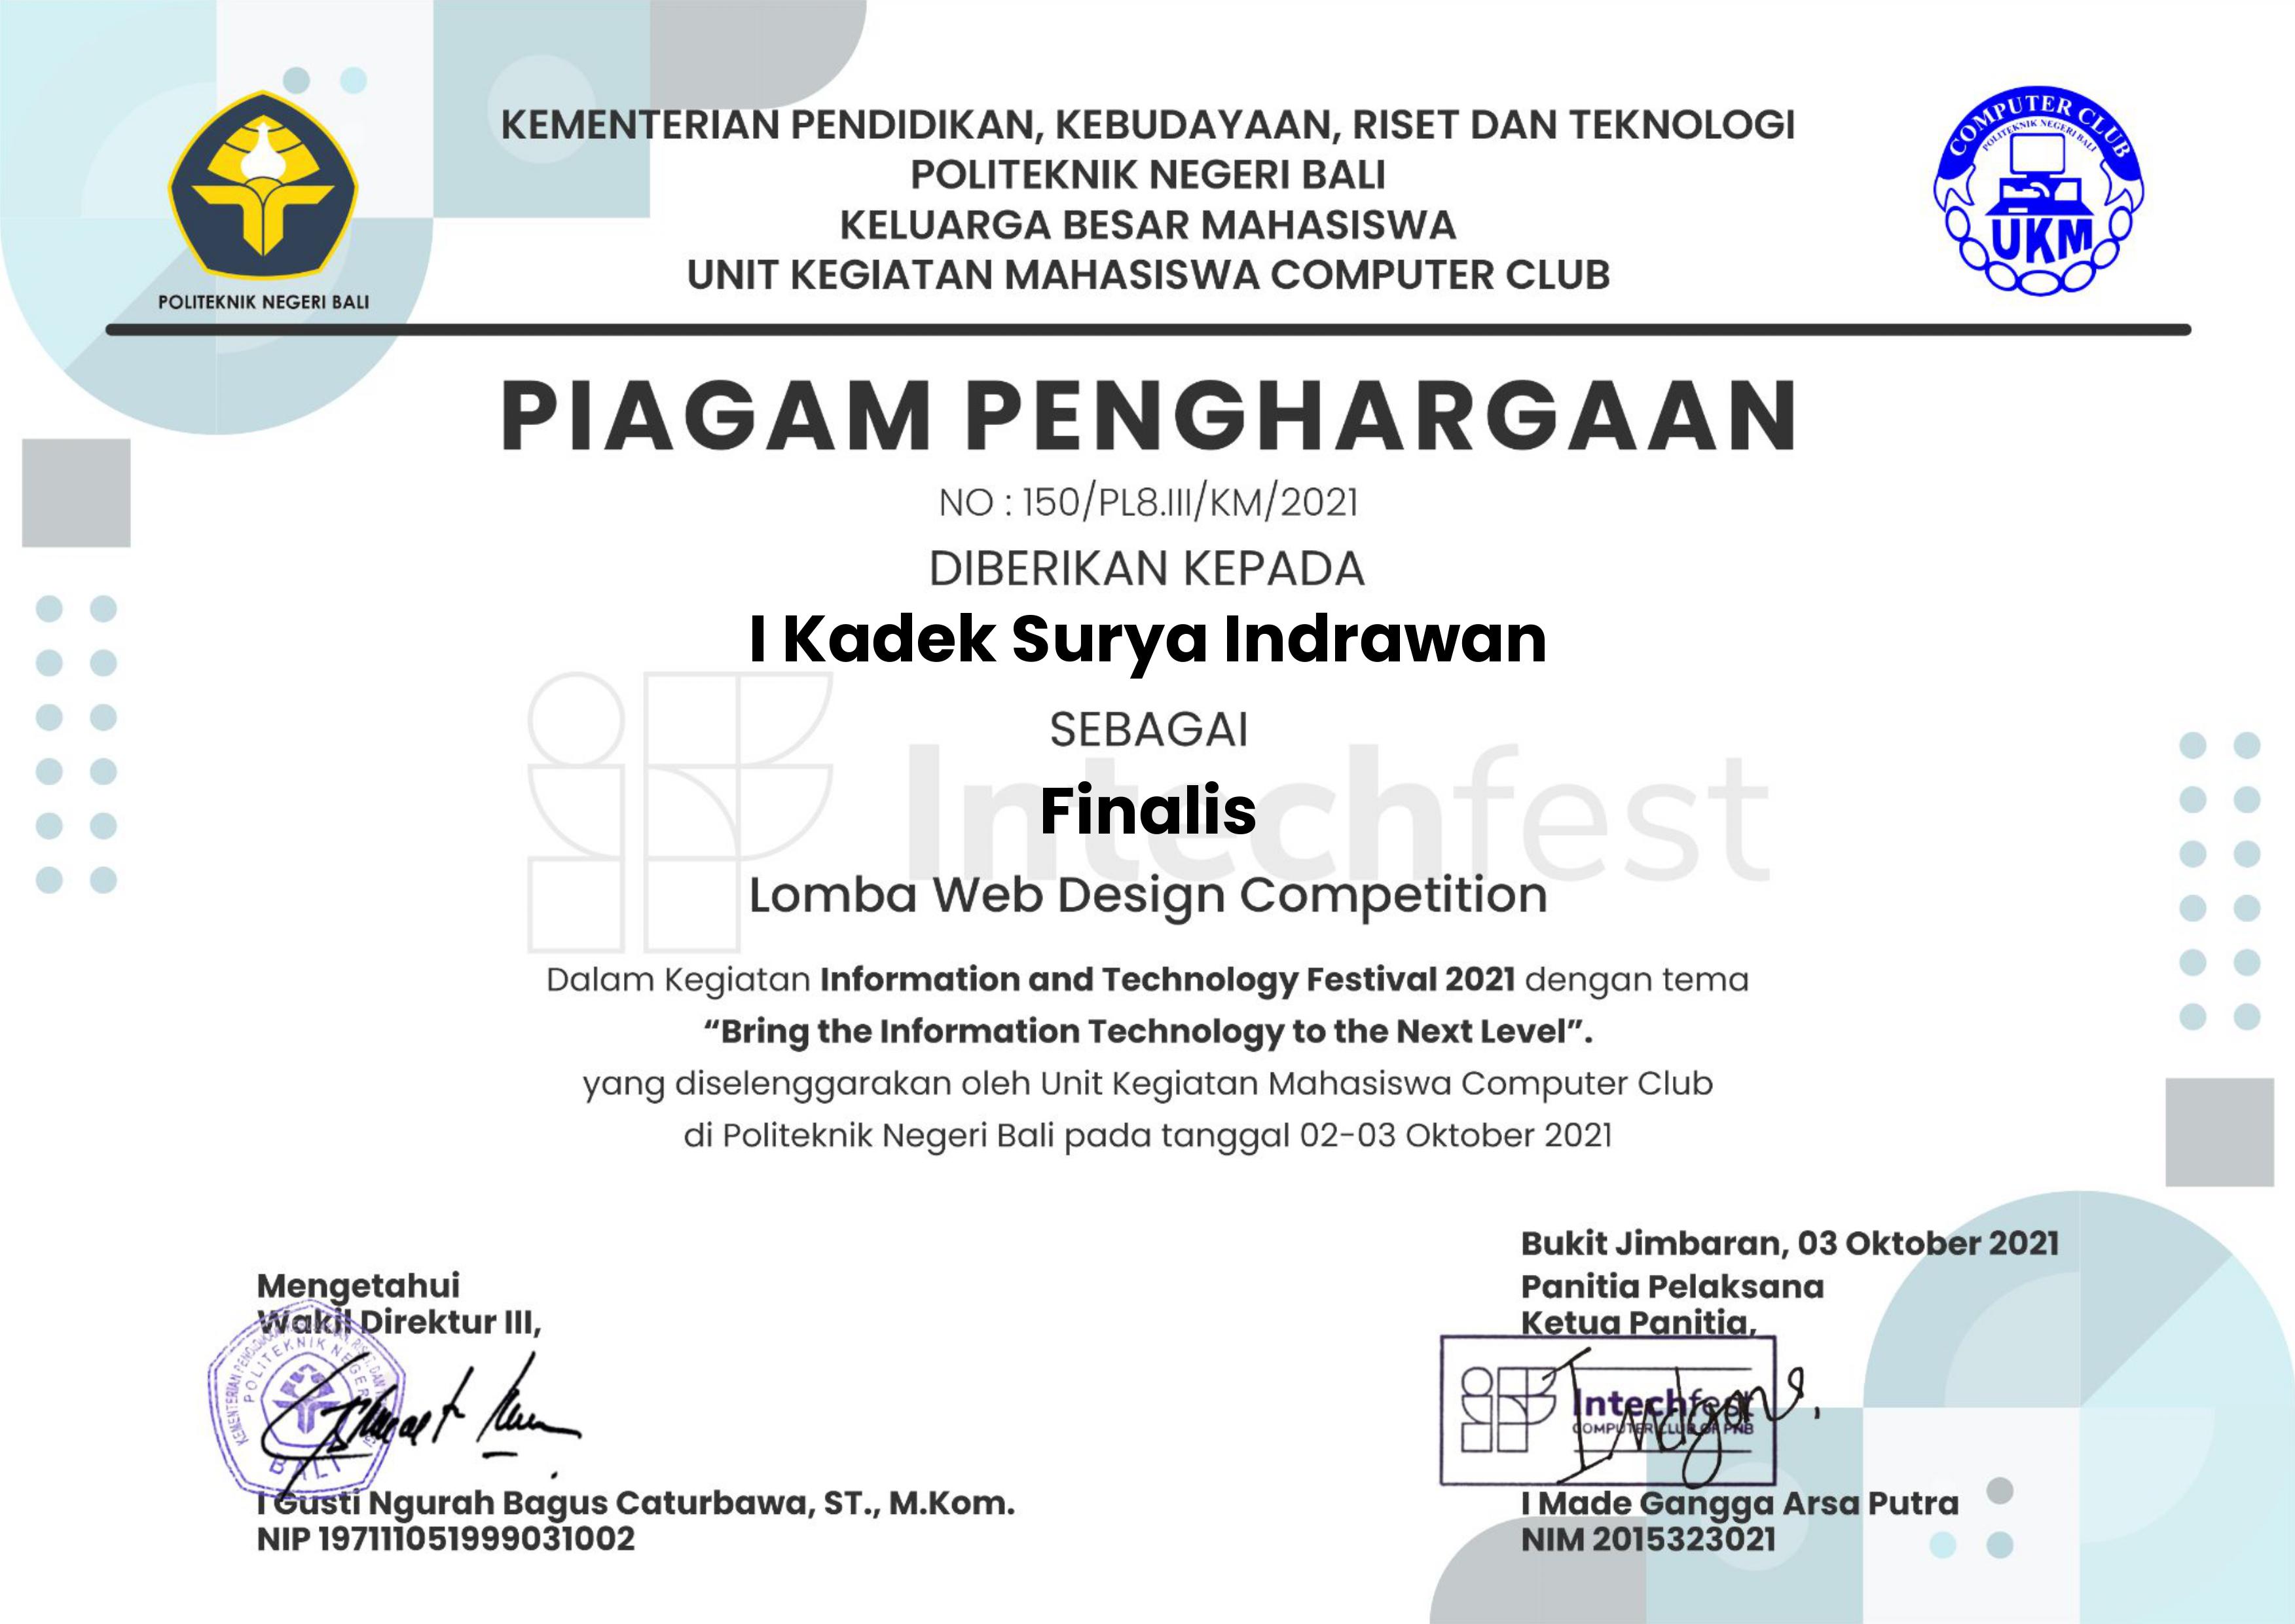 COMPUTER CLUB
POLITEKNIK NEGERI BALI
UKM
POLITEKNIK NEGERI BALI
KEMENTERIAN PENDIDIKAN, KEBUDAYAAN, RISET DAN TEKNOLOGI
POLITEKNIK NEGERI BALI
KELUARGA BESAR MAHASISWA
UNIT KEGIATAN MAHASISWA COMPUTER CLUB
PIAGAM PENGHARGAAN
NO : 150/PL8.III/KM/2021
DIBERIKAN KEPADA
I Kadek Surya Indrawan
SEBAGAI
Intechfest
Finalis
Lomba Web Design Competition
Dalam Kegiatan Information and Technology Festival 2021 dengan tema
“Bring the Information Technology to the Next Level”.
yang diselenggarakan oleh Unit Kegiatan Mahasiswa Computer Club
di Politeknik Negeri Bali pada tanggal 02-03 Oktober 2021
Mengetahui
Wakil Direktur III,
POLITEKNIK NEGERI
BALI
I Gusti Ngurah Bagus Caturbawa, ST., M.Kom.
NIP 197111051999031002
Bukit Jimbaran, 03 Oktober 2021
Panitia Pelaksana
Ketua Panitia,
Intechfest
COMPUTER CLUB OF PNB
I Made Gangga Arsa Putra
NIM 2015323021